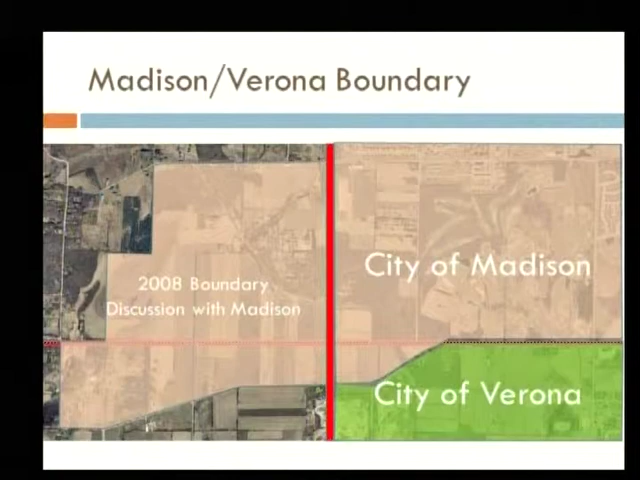 Madison/Verona Boundary
City of Madison
2008 Boundary
Discussion with Madison
City of Verona